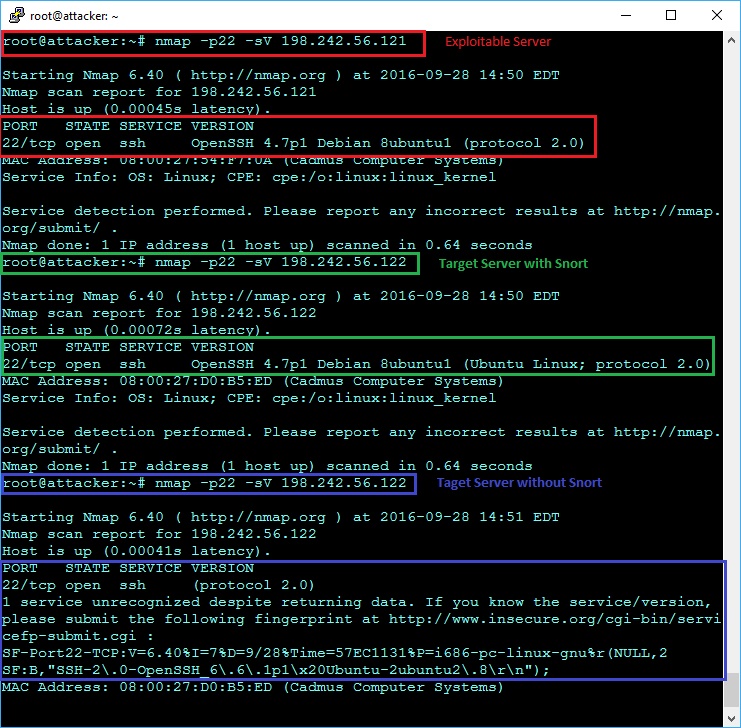 root@attacker: ~
root@attacker:~# nmap -p22 -sV 198.242.56.121 Exploitable Server
Starting Nmap 6.40 ( http://nmap.org ) at 2016-09-28 14:50 EDT
Nmap scan report for 198.242.56.121
Host is up (0.00045s latency).
PORT STATE SERVICE VERSION
22/tcp open ssh OpenSSH 4.7p1 Debian 8ubuntu1 (protocol 2.0)
MAC Address: 08:00:27:54:F7:0A (Cadmus Computer Systems)
Service Info: OS: Linux; CPE: cpe:/o:linux:linux_kernel
Service detection performed. Please report any incorrect results at http://nmap.
org/submit/ .
Nmap done: 1 IP address (1 host up) scanned in 0.64 seconds
root@attacker:~# nmap -p22 -sV 198.242.56.122 Target Server with Snort
Starting Nmap 6.40 ( http://nmap.org ) at 2016-09-28 14:50 EDT
Nmap scan report for 198.242.56.122
Host is up (0.00072s latency).
PORT STATE SERVICE VERSION
22/tcp open ssh OpenSSH 4.7p1 Debian 8ubuntu1 (Ubuntu Linux; protocol 2.0)
MAC Address: 08:00:27:D0:B5:ED (Cadmus Computer Systems)
Service Info: OS: Linux; CPE: cpe:/o:linux:linux_kernel
Service detection performed. Please report any incorrect results at http://nmap.
org/submit/ .
Nmap done: 1 IP address (1 host up) scanned in 0.64 seconds
root@attacker:~# nmap -p22 -sV 198.242.56.122 Taget Server without Snort
Starting Nmap 6.40 ( http://nmap.org ) at 2016-09-28 14:51 EDT
Nmap scan report for 198.242.56.122
Host is up (0.00041s latency).
PORT STATE SERVICE VERSION
22/tcp open ssh (protocol 2.0)
1 service unrecognized despite returning data. If you know the service/version,
please submit the following fingerprint at http://www.insecure.org/cgi-bin/servi
cefp-submit.cgi :
SF-Port22-TCP:V=6.40%I=7%D=9/28%Time=57EC1131%P=i686-pc-linux-gnu%r(NULL,2
SF:B,"SSH-2\.0-OpenSSH_6\.6\.1p1\x20Ubuntu-2ubuntu2\.8\r\n");
MAC Address: 08:00:27:D0:B5:ED (Cadmus Computer Systems)